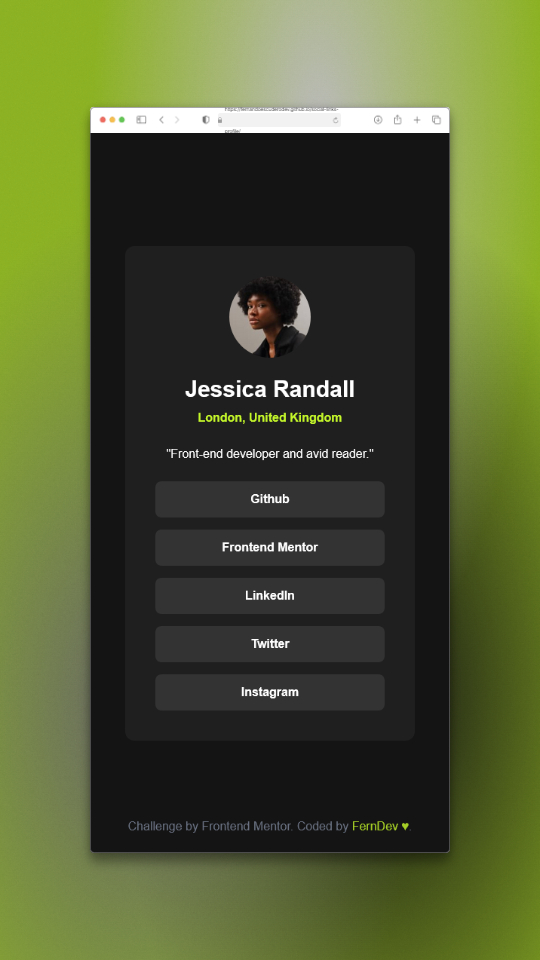 profile/
Jessica Randall
London, United Kingdom
"Front-end developer and avid reader."
Github
Frontend Mentor
LinkedIn
Twitter
Instagram
Challenge by Frontend Mentor. Coded by FernDev ♥.